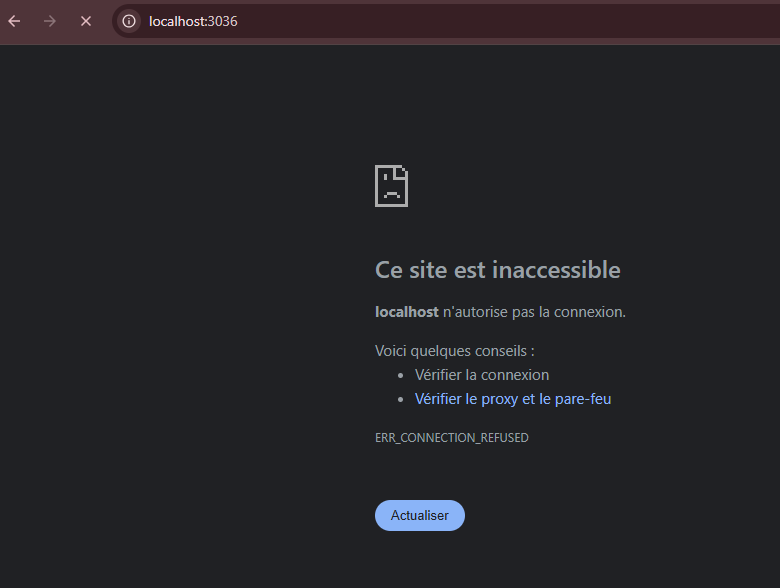 localhost:3036
Ce site est inaccessible
localhost n'autorise pas la connexion.
Voici quelques conseils :
• Vérifier la connexion
• Vérifier le proxy et le pare-feu
ERR_CONNECTION_REFUSED
Actualiser